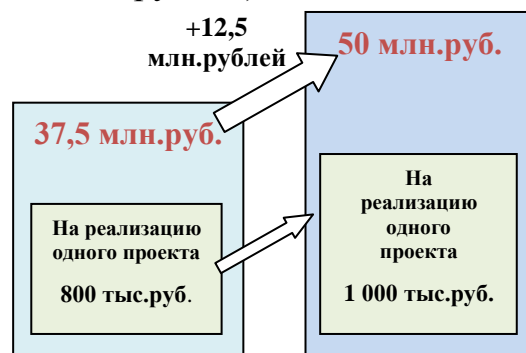 +12,5
млн.рублей
50 млн.руб.
37,5 млн.руб.
На реализацию
одного проекта
800 тыс.руб.
На
реализацию
одного
проекта
1 000 тыс.руб.